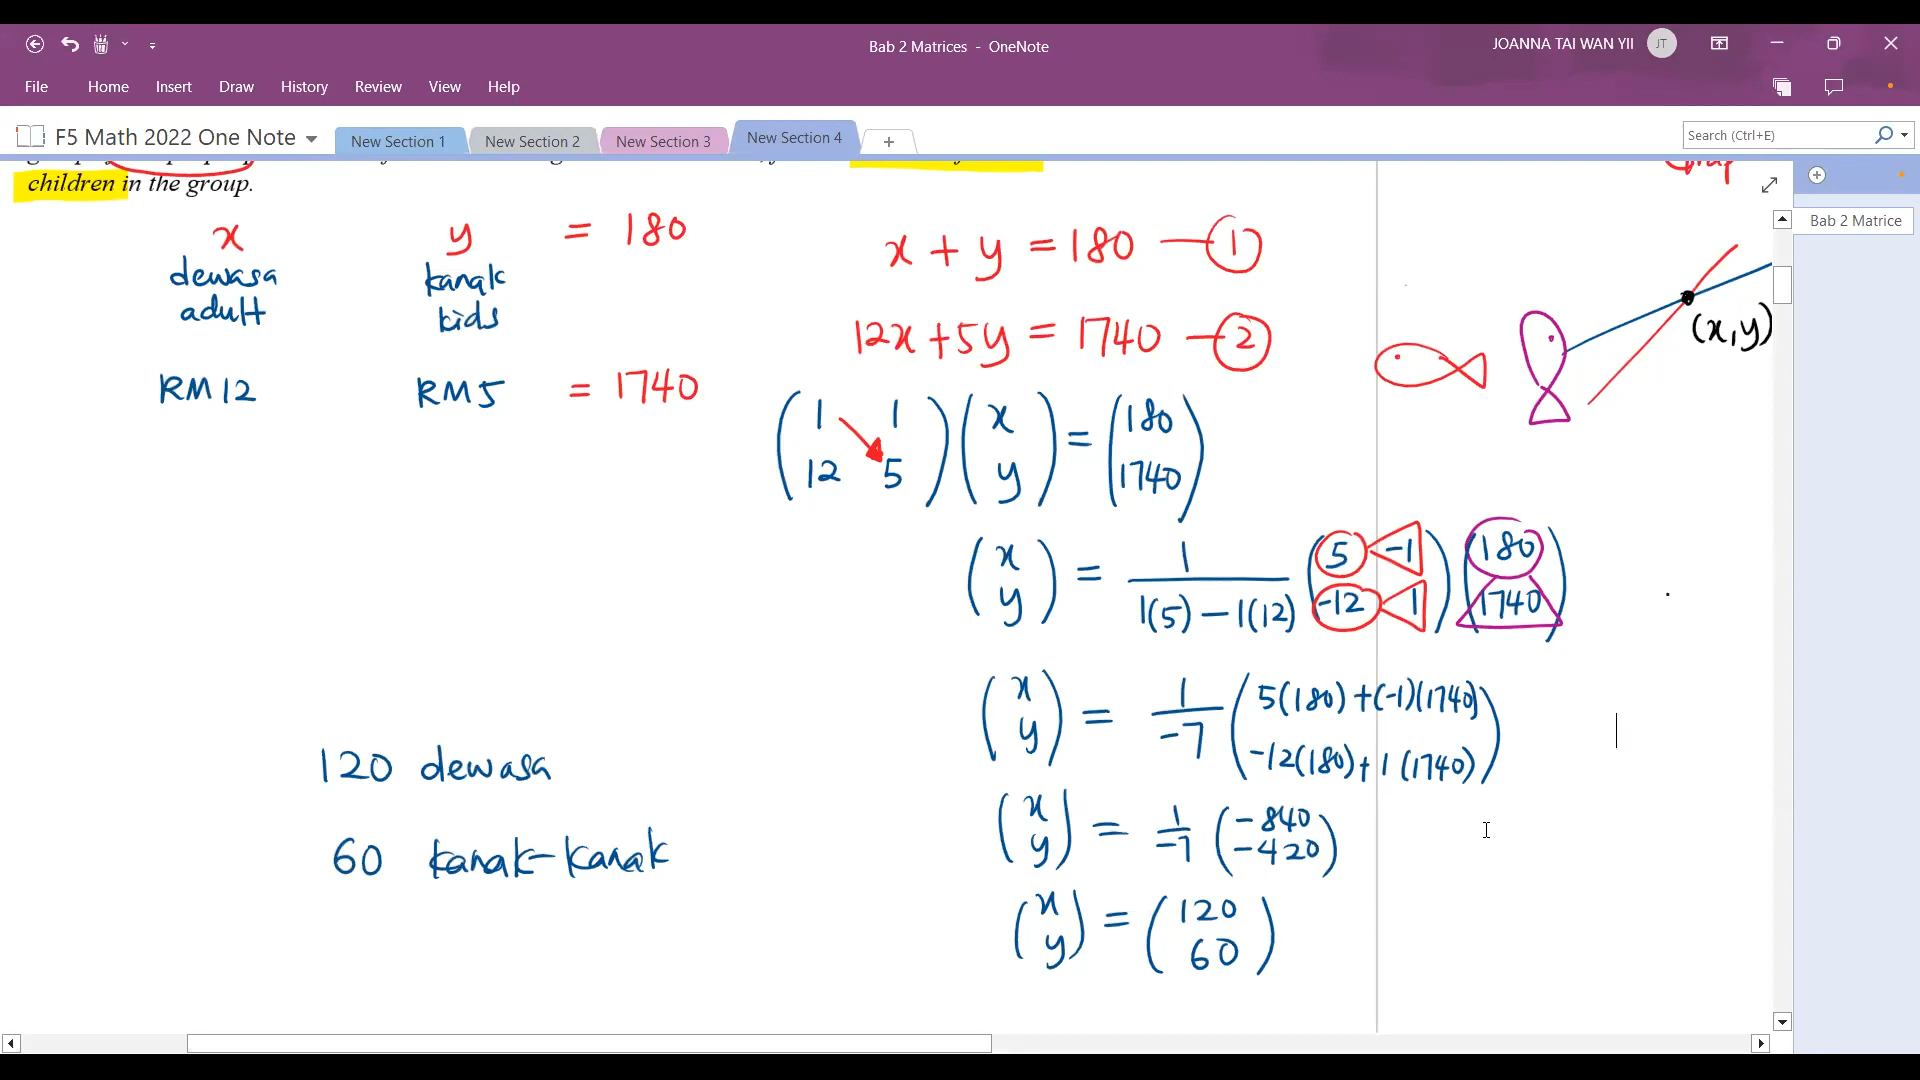 Bab 2 Matrices - OneNote
JOANNA TAI WAN YII JT
File Home Insert Draw History Review View Help
F5 Math 2022 One Note New Section 1 New Section 2 New Section 3 New Section 4 +
Search (Ctrl+E)
Bab 2 Matrice
children in the group.
x y = 180
dewasa kanak
adult kids
RM12 RM5 = 1740
x + y = 180 — ①
12x + 5y = 1740 — ②
(x,y)
( 1 1 ) ( x ) = ( 180 )
( 12 5 ) ( y ) ( 1740 )
( x ) = 1 ( 5 -1 ) ( 180 )
( y ) 1(5) - 1(12) ( -12 1 ) ( 1740 )
( x ) = 1 ( 5(180) + (-1)(1740) )
( y ) -7 ( -12(180) + 1(1740) )
( x ) = 1 ( -840 )
( y ) -7 ( -420 )
( x ) = ( 120 )
( y ) ( 60 )
120 dewasa
60 kanak-kanak